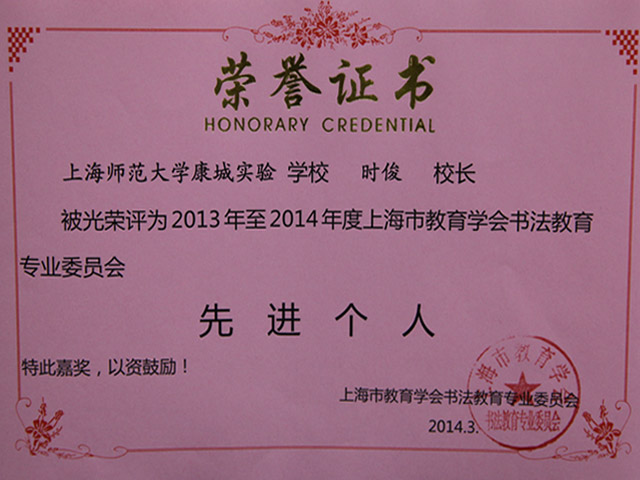 荣誉证书
HONORARY CREDENTIAL
上海师范大学康城实验 学校 时俊 校长
被光荣评为2013年至2014年度上海市教育学会书法教育
专业委员会
先进个人
特此嘉奖，以资鼓励！
上海市教育学会书法教育专业委员会
2014.3.
海市教育学
书法教育专业委员会